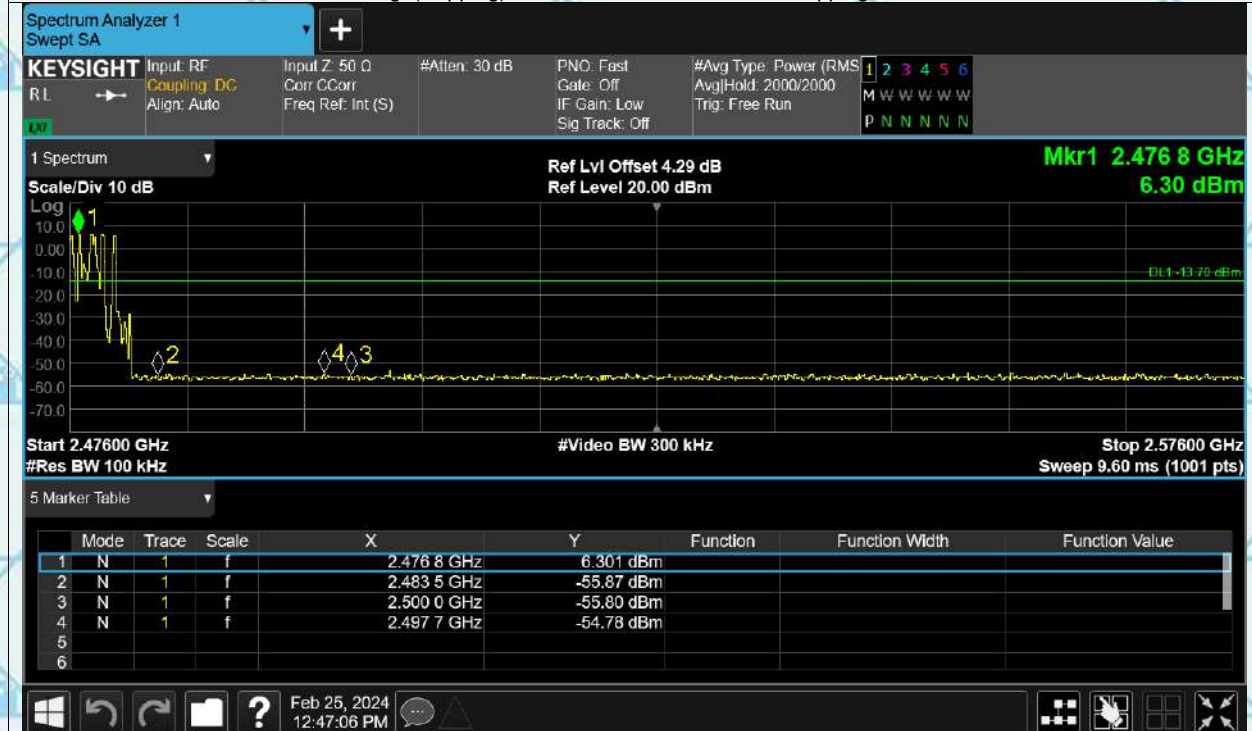 Spectrum Analyzer 1
Swept SA
+
KEYSIGHT
RL
LXI
Input: RF
Coupling: DC
Align: Auto
Input Z: 50 Ω
Corr CCorr
Freq Ref: Int (S)
#Atten: 30 dB
PNO: Fast
Gate: Off
IF Gain: Low
Sig Track: Off
#Avg Type: Power (RMS
Avg|Hold: 2000/2000
Trig: Free Run
1 2 3 4 5 6
M W W W W W
P N N N N N
1 Spectrum
Scale/Div 10 dB
Ref Lvl Offset 4.29 dB
Ref Level 20.00 dBm
Mkr1 2.476 8 GHz
6.30 dBm
Log
10.0
0.00
-10.0
-20.0
-30.0
-40.0
-50.0
-60.0
-70.0
1
DL1 -13.70 dBm
2
4 3
Start 2.47600 GHz
#Video BW 300 kHz
Stop 2.57600 GHz
#Res BW 100 kHz
Sweep 9.60 ms (1001 pts)
5 Marker Table
Mode Trace Scale X Y Function Function Width Function Value
1 N 1 f 2.476 8 GHz 6.301 dBm
2 N 1 f 2.483 5 GHz -55.87 dBm
3 N 1 f 2.500 0 GHz -55.80 dBm
4 N 1 f 2.497 7 GHz -54.78 dBm
5
6
?
Feb 25, 2024
12:47:06 PM